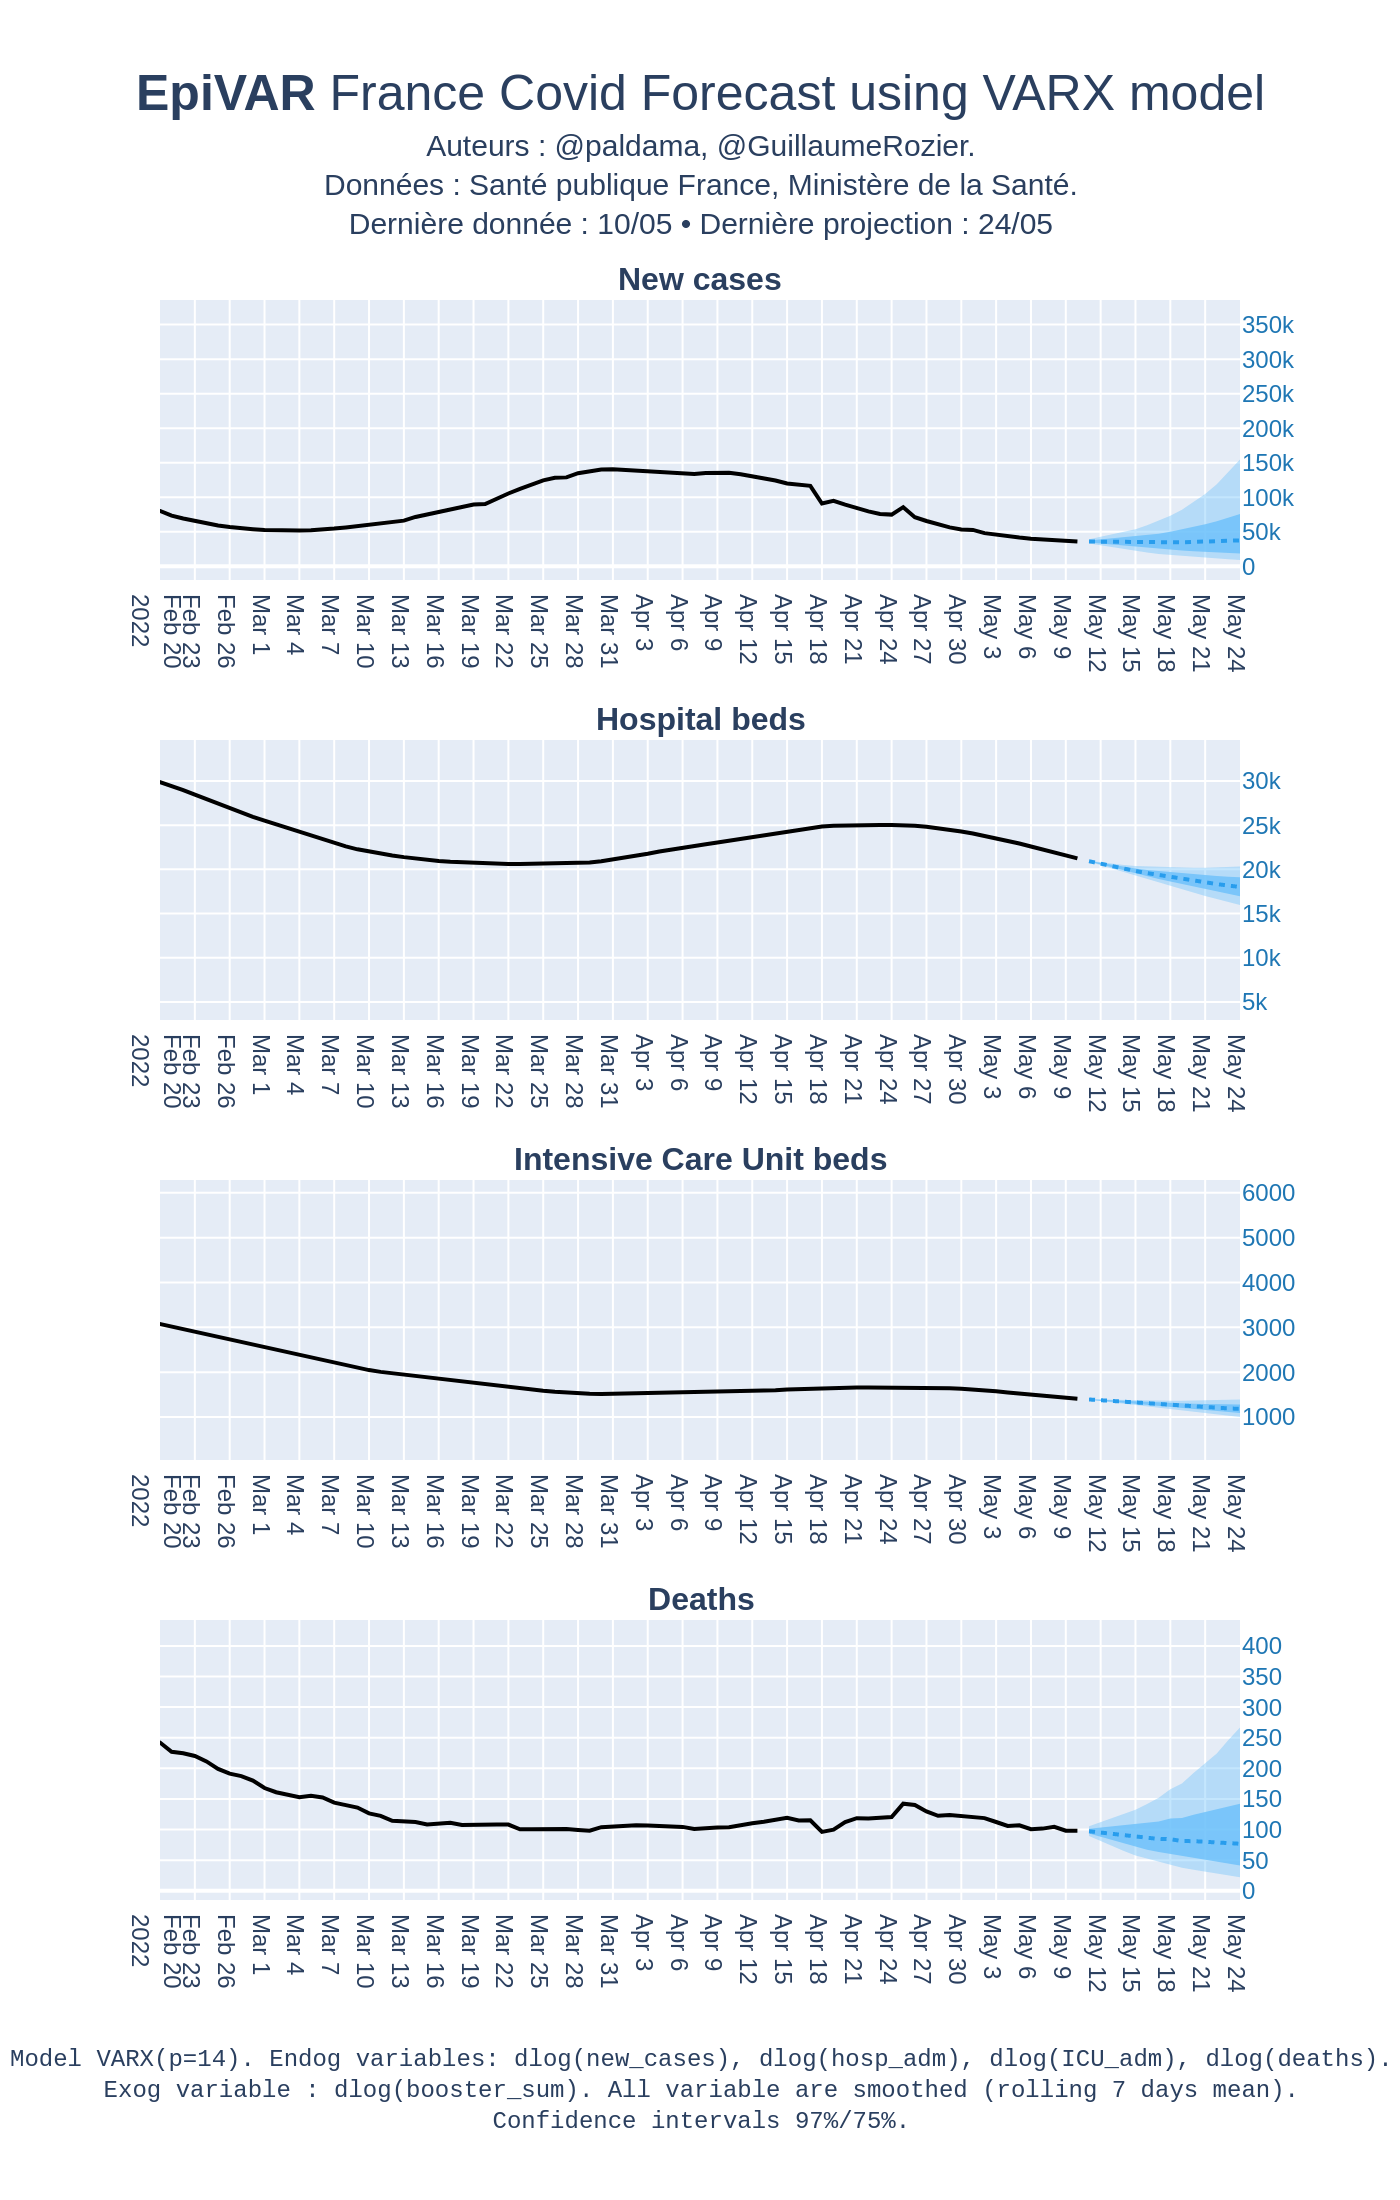 EpiVAR France Covid Forecast using VARX model
Auteurs : @paldama, @GuillaumeRozier.
Données : Santé publique France, Ministère de la Santé.
Dernière donnée : 10/05 • Dernière projection : 24/05
New cases
350k
300k
250k
200k
150k
100k
50k
0
Feb 20
2022
Feb 23
Feb 26
Mar 1
Mar 4
Mar 7
Mar 10
Mar 13
Mar 16
Mar 19
Mar 22
Mar 25
Mar 28
Mar 31
Apr 3
Apr 6
Apr 9
Apr 12
Apr 15
Apr 18
Apr 21
Apr 24
Apr 27
Apr 30
May 3
May 6
May 9
May 12
May 15
May 18
May 21
May 24
Hospital beds
30k
25k
20k
15k
10k
5k
Feb 20
2022
Feb 23
Feb 26
Mar 1
Mar 4
Mar 7
Mar 10
Mar 13
Mar 16
Mar 19
Mar 22
Mar 25
Mar 28
Mar 31
Apr 3
Apr 6
Apr 9
Apr 12
Apr 15
Apr 18
Apr 21
Apr 24
Apr 27
Apr 30
May 3
May 6
May 9
May 12
May 15
May 18
May 21
May 24
Intensive Care Unit beds
6000
5000
4000
3000
2000
1000
Feb 20
2022
Feb 23
Feb 26
Mar 1
Mar 4
Mar 7
Mar 10
Mar 13
Mar 16
Mar 19
Mar 22
Mar 25
Mar 28
Mar 31
Apr 3
Apr 6
Apr 9
Apr 12
Apr 15
Apr 18
Apr 21
Apr 24
Apr 27
Apr 30
May 3
May 6
May 9
May 12
May 15
May 18
May 21
May 24
Deaths
400
350
300
250
200
150
100
50
0
Feb 20
2022
Feb 23
Feb 26
Mar 1
Mar 4
Mar 7
Mar 10
Mar 13
Mar 16
Mar 19
Mar 22
Mar 25
Mar 28
Mar 31
Apr 3
Apr 6
Apr 9
Apr 12
Apr 15
Apr 18
Apr 21
Apr 24
Apr 27
Apr 30
May 3
May 6
May 9
May 12
May 15
May 18
May 21
May 24
Model VARX(p=14). Endog variables: dlog(new_cases), dlog(hosp_adm), dlog(ICU_adm), dlog(deaths).
Exog variable : dlog(booster_sum). All variable are smoothed (rolling 7 days mean).
Confidence intervals 97%/75%.